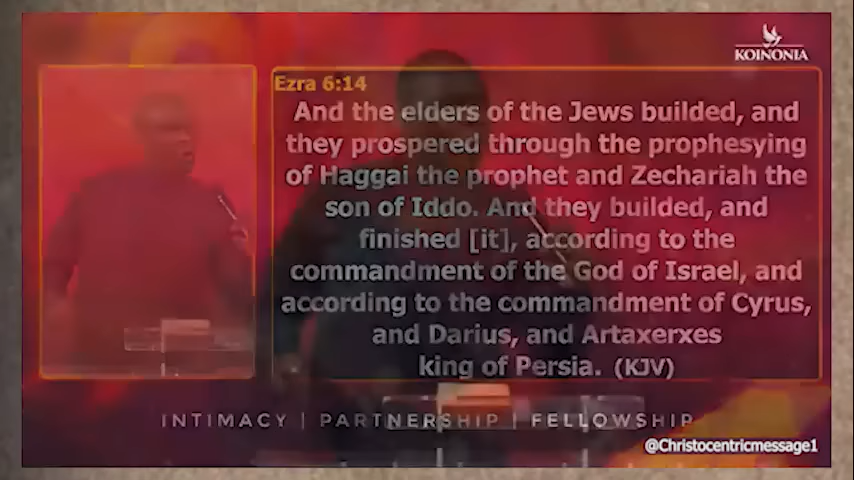 KOINONIA
Ezra 6:14
And the elders of the Jews builded, and
they prospered through the prophesying
of Haggai the prophet and Zechariah the
son of Iddo. And they builded, and
finished [it], according to the
commandment of the God of Israel, and
according to the commandment of Cyrus,
and Darius, and Artaxerxes
king of Persia. (KJV)
INTIMACY | PARTNERSHIP | FELLOWSHIP
@Christocentricmessage1